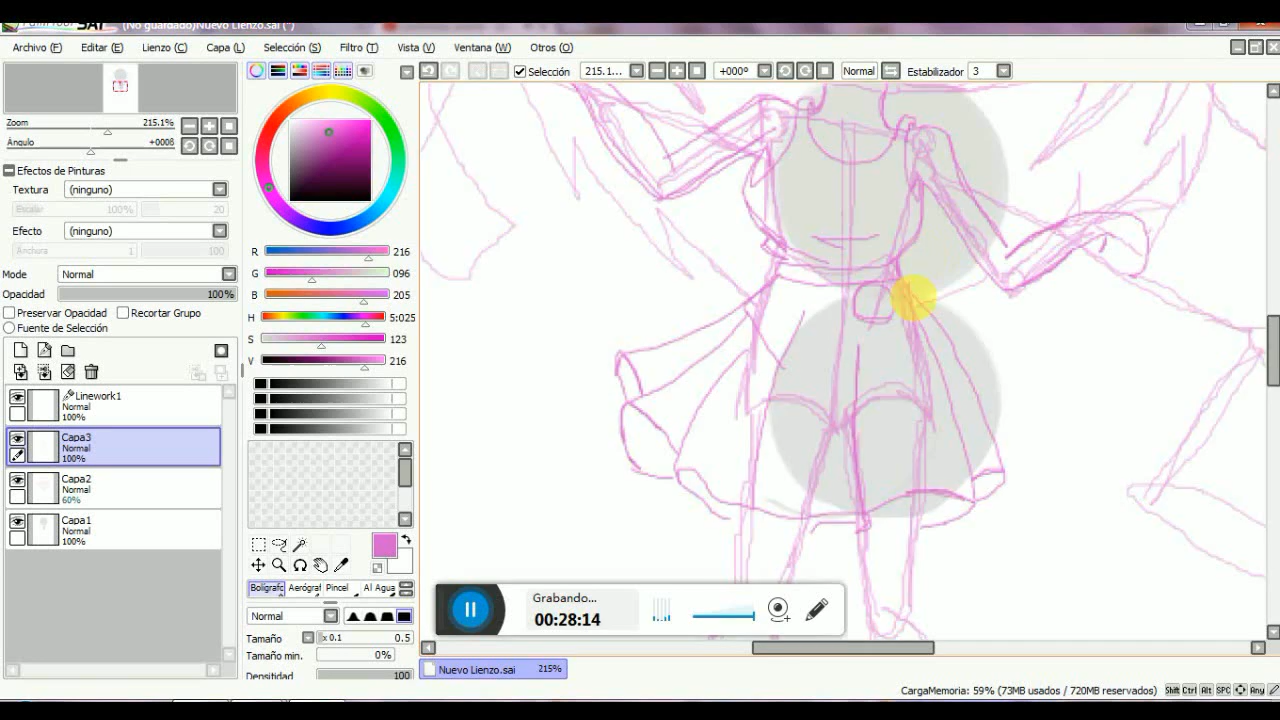 PaintTool SAI (No guardado)Nuevo Lienzo.sai (*)
Archivo (F) Editar (E) Lienzo (C) Capa (L) Selección (S) Filtro (T) Vista (V) Ventana (W) Otros (O)
Selección 215.1... +000º Normal Estabilizador 3
Zoom 215.1%
Ángulo +000º
Efectos de Pinturas
Textura (ninguno)
Escalar 100% 20
Efecto (ninguno)
Anchura 1 100
Mode Normal
Opacidad 100%
Preservar Opacidad Recortar Grupo
Fuente de Selección
Linework1
Normal
100%
Capa3
Normal
100%
Capa2
Normal
60%
Capa1
Normal
100%
R 216
G 096
B 205
H 5:025
S 123
V 216
Bolígrafo Aerógraf Pincel Al Agua
Normal
Tamaño x 0.1 0.5
Tamaño min. 0%
Densidad 100
Grabando...
00:28:14
Nuevo Lienzo.sai 215%
CargaMemoria: 59% (73MB usados / 720MB reservados) Shift Ctrl Alt SPC Any